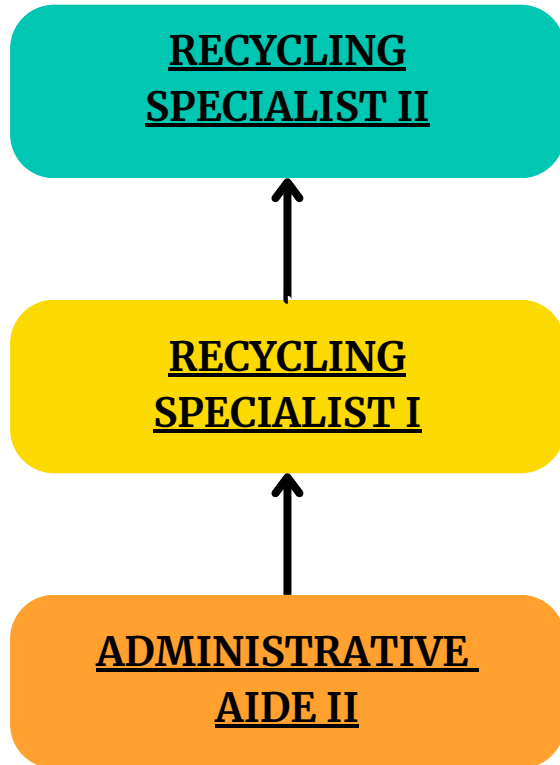 RECYCLING
SPECIALIST II
RECYCLING
SPECIALIST I
ADMINISTRATIVE
AIDE II